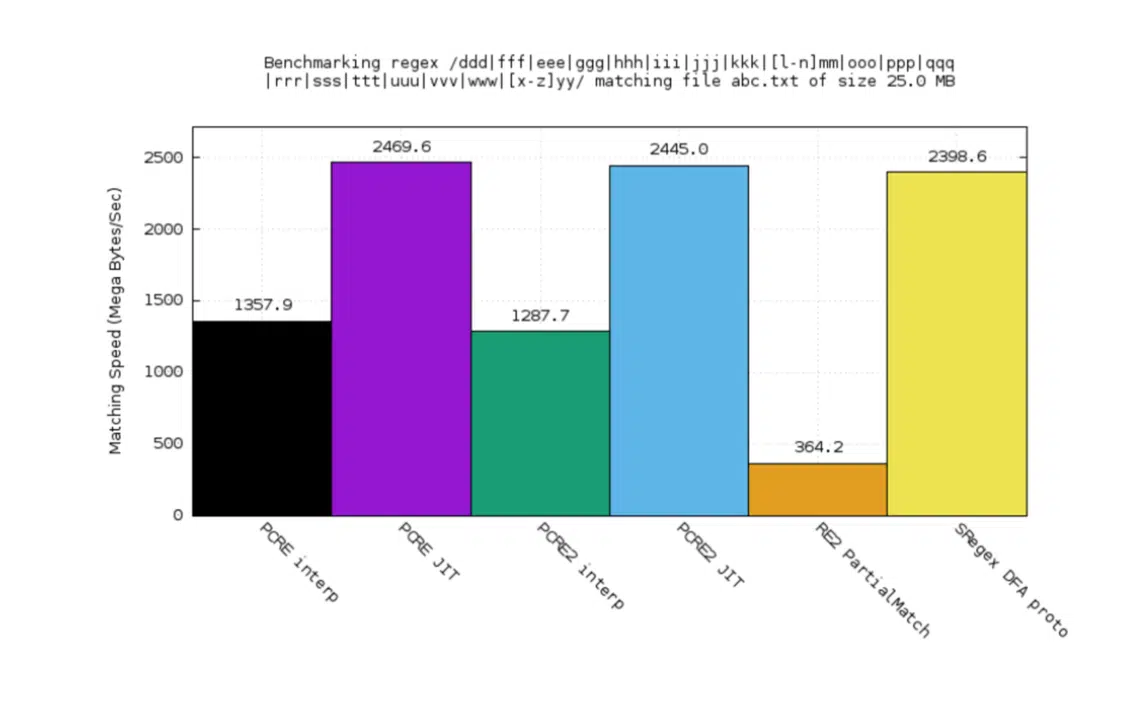 Benchmarking regex /ddd|fff|eee|ggg|hhh|iii|jjj|kkk|[l-n]mm|ooo|ppp|qqq
|rrr|sss|ttt|uuu|vvv|www|[x-z]yy/ matching file abc.txt of size 25.0 MB
Matching Speed (Mega Bytes/Sec)
2500
2000
1500
1000
500
0
1357.9
2469.6
1287.7
2445.0
364.2
2398.6
PCRE interp
PCRE JIT
PCRE2 interp
PCRE2 JIT
RE2 PartialMatch
SRegex DFA proto